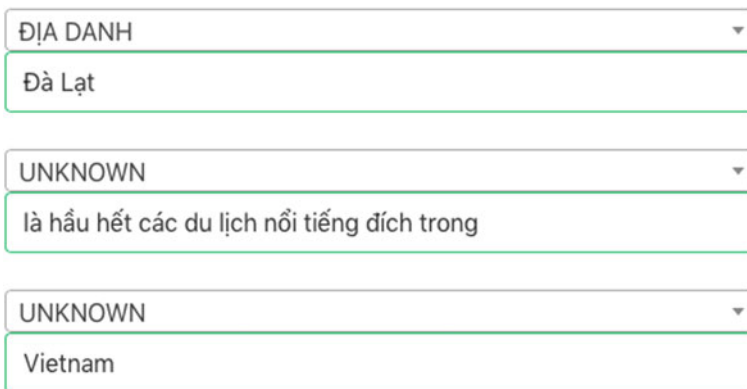 ĐỊA DANH
Đà Lạt
UNKNOWN
là hầu hết các du lịch nổi tiếng đích trong
UNKNOWN
Vietnam